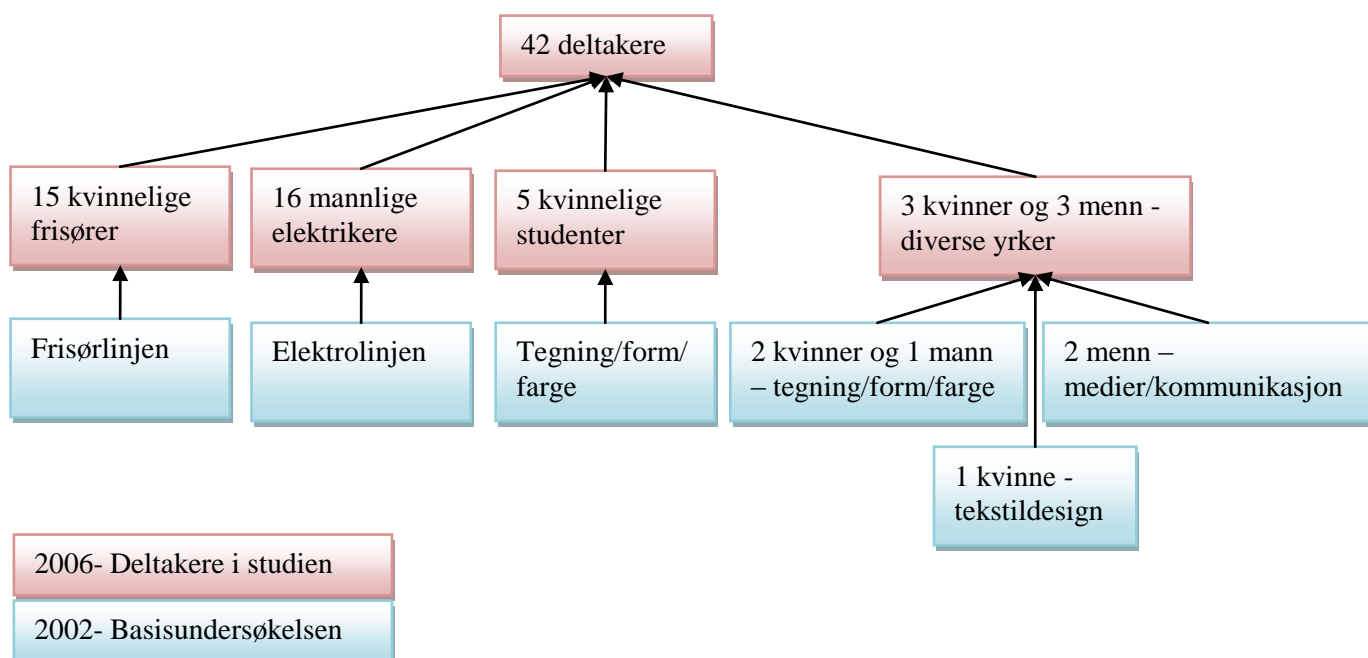 42 deltakere
15 kvinnelige
frisører
16 mannlige
elektrikere
5 kvinnelige
studenter
3 kvinner og 3 menn -
diverse yrker
Frisørlinjen
Elektrolinjen
Tegning/form/
farge
2 kvinner og 1 mann
– tegning/form/farge
2 menn –
medier/kommunikasjon
1 kvinne -
tekstildesign
2006- Deltakere i studien
2002- Basisundersøkelsen